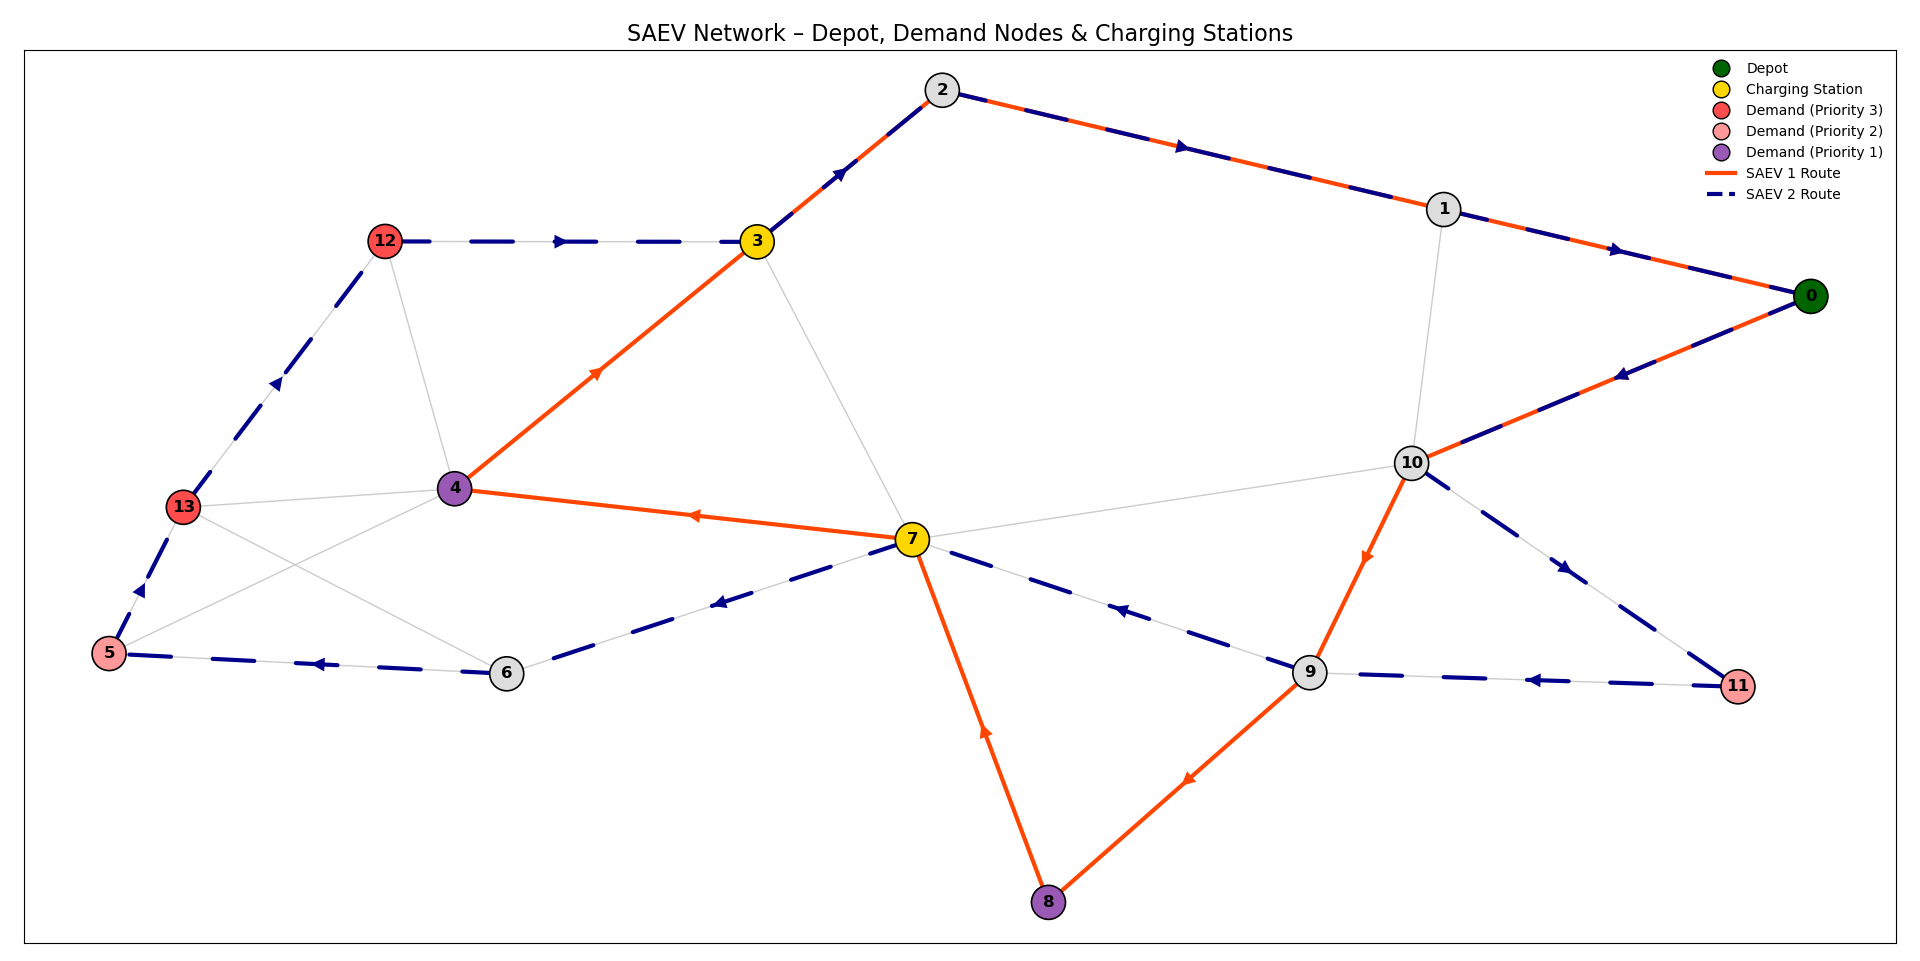 SAEV Network – Depot, Demand Nodes & Charging Stations
Depot
Charging Station
Demand (Priority 3)
Demand (Priority 2)
Demand (Priority 1)
SAEV 1 Route
SAEV 2 Route
2
1
12
3
0
10
4
13
7
5
6
9
11
8